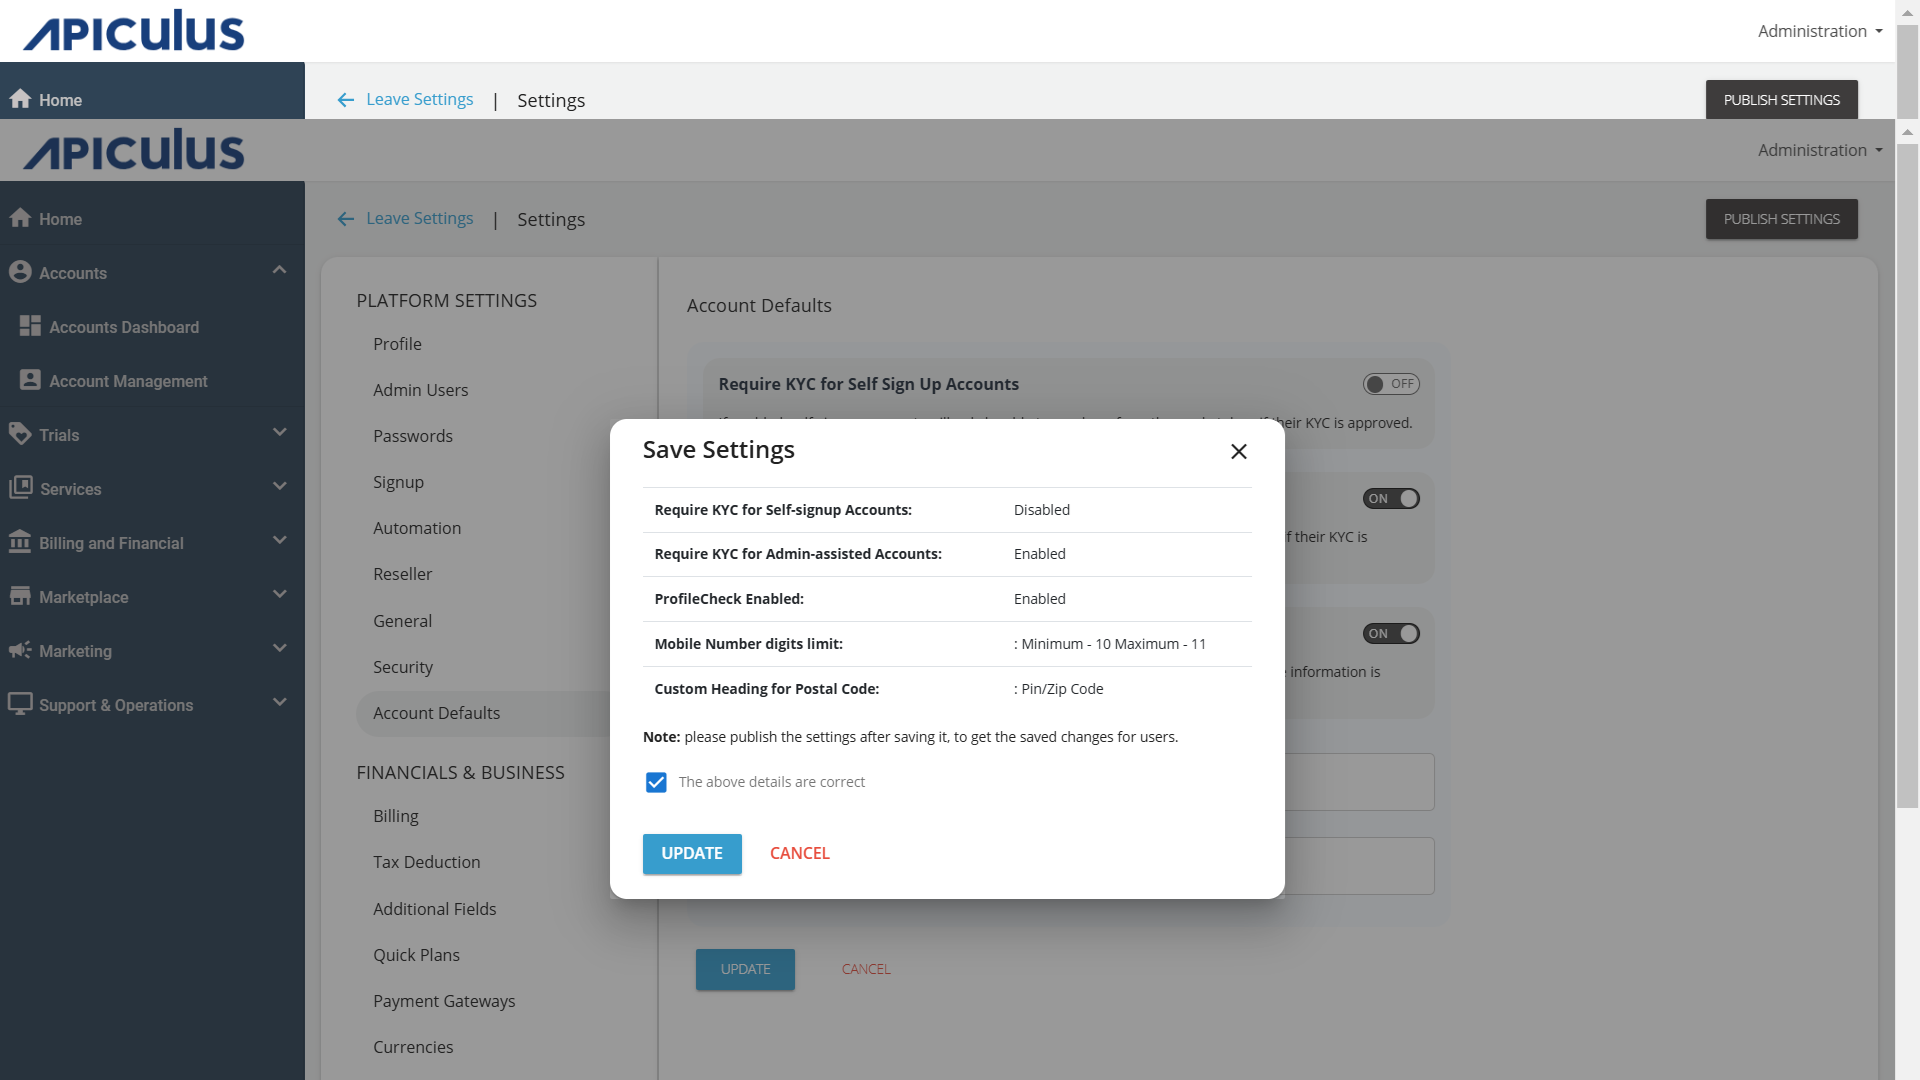 APICULUS
Administration
Home
Leave Settings | Settings
PUBLISH SETTINGS
APICULUS
Administration
Home
Leave Settings | Settings
PUBLISH SETTINGS
Accounts
Accounts Dashboard
Account Management
Trials
Services
Billing and Financial
Marketplace
Marketing
Support & Operations
PLATFORM SETTINGS
Profile
Admin Users
Passwords
Signup
Automation
Reseller
General
Security
Account Defaults
FINANCIALS & BUSINESS
Billing
Tax Deduction
Additional Fields
Quick Plans
Payment Gateways
Currencies
Account Defaults
Require KYC for Self Sign Up Accounts
OFF
their KYC is approved.
ON
if their KYC is
ON
information is
Save Settings
Require KYC for Self-signup Accounts: Disabled
Require KYC for Admin-assisted Accounts: Enabled
ProfileCheck Enabled: Enabled
Mobile Number digits limit: : Minimum - 10 Maximum - 11
Custom Heading for Postal Code: : Pin/Zip Code
Note: please publish the settings after saving it, to get the saved changes for users.
The above details are correct
UPDATE CANCEL
UPDATE CANCEL